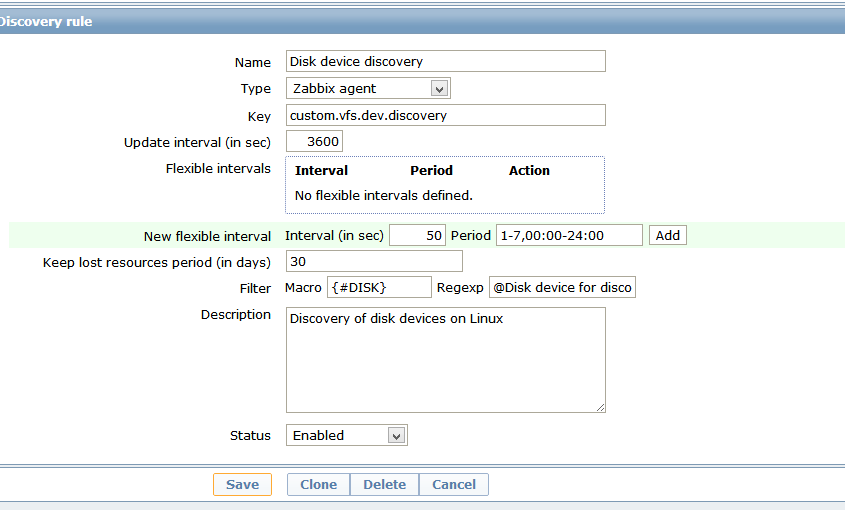 Discovery rule
Name Disk device discovery
Type Zabbix agent
Key custom.vfs.dev.discovery
Update interval (in sec) 3600
Flexible intervals Interval Period Action
No flexible intervals defined.
New flexible interval Interval (in sec) 50 Period 1-7,00:00-24:00 Add
Keep lost resources period (in days) 30
Filter Macro {#DISK} Regexp @Disk device for disco
Description Discovery of disk devices on Linux
Status Enabled
Save Clone Delete Cancel